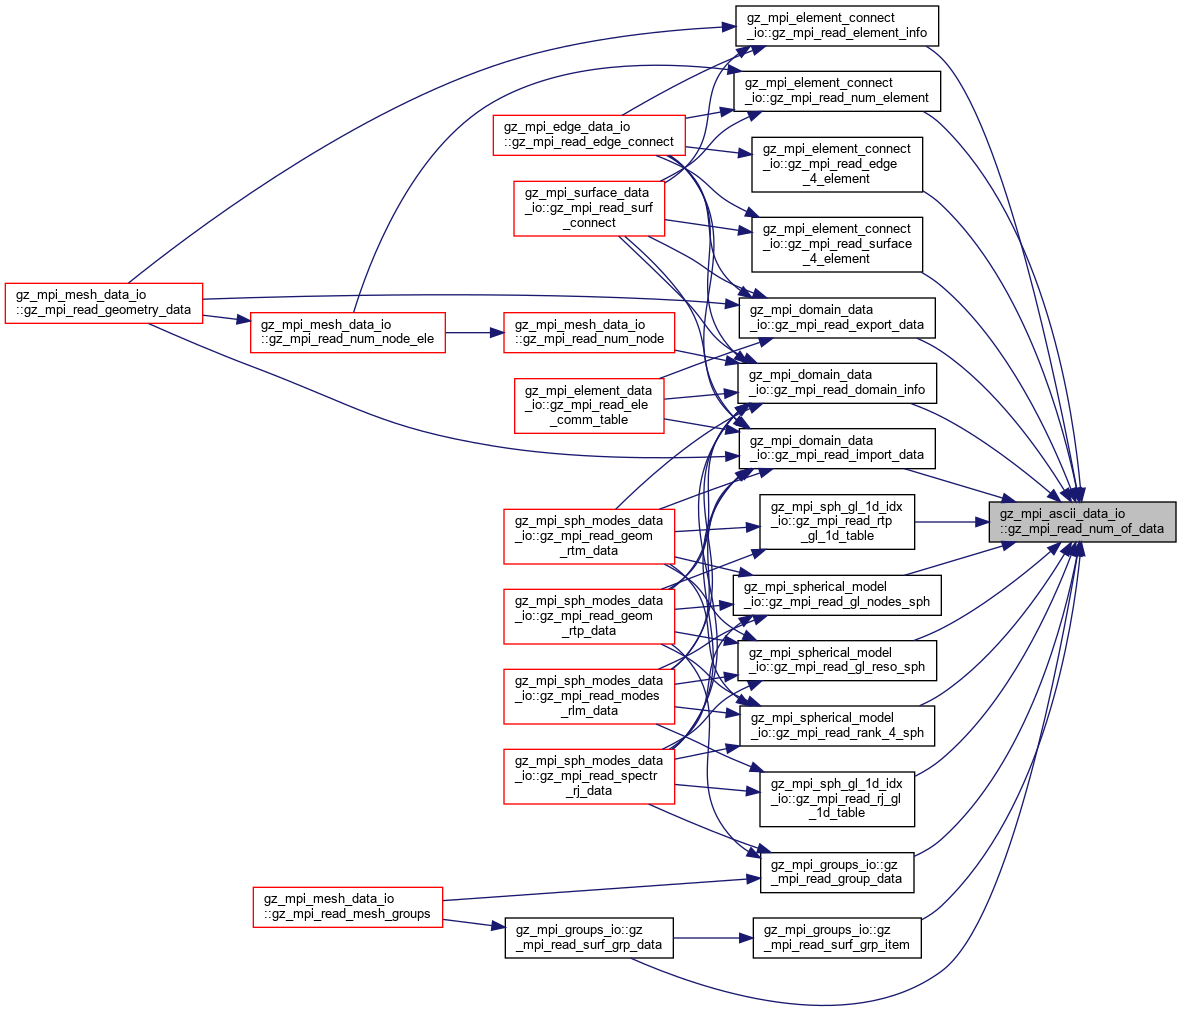 gz_mpi_element_connect
_io::gz_mpi_read_element_info
gz_mpi_element_connect
_io::gz_mpi_read_num_element
gz_mpi_edge_data_io
::gz_mpi_read_edge_connect
gz_mpi_element_connect
_io::gz_mpi_read_edge
_4_element
gz_mpi_surface_data
_io::gz_mpi_read_surf
_connect
gz_mpi_element_connect
_io::gz_mpi_read_surface
_4_element
gz_mpi_mesh_data_io
::gz_mpi_read_geometry_data
gz_mpi_mesh_data_io
::gz_mpi_read_num_node_ele
gz_mpi_mesh_data_io
::gz_mpi_read_num_node
gz_mpi_domain_data
_io::gz_mpi_read_export_data
gz_mpi_domain_data
_io::gz_mpi_read_domain_info
gz_mpi_element_data
_io::gz_mpi_read_ele
_comm_table
gz_mpi_domain_data
_io::gz_mpi_read_import_data
gz_mpi_sph_gl_1d_idx
_io::gz_mpi_read_rtp
_gl_1d_table
gz_mpi_ascii_data_io
::gz_mpi_read_num_of_data
gz_mpi_sph_modes_data
_io::gz_mpi_read_geom
_rtm_data
gz_mpi_spherical_model
_io::gz_mpi_read_gl_nodes_sph
gz_mpi_sph_modes_data
_io::gz_mpi_read_geom
_rtp_data
gz_mpi_spherical_model
_io::gz_mpi_read_gl_reso_sph
gz_mpi_sph_modes_data
_io::gz_mpi_read_modes
_rlm_data
gz_mpi_spherical_model
_io::gz_mpi_read_rank_4_sph
gz_mpi_sph_modes_data
_io::gz_mpi_read_spectr
_rj_data
gz_mpi_sph_gl_1d_idx
_io::gz_mpi_read_rj_gl
_1d_table
gz_mpi_groups_io::gz
_mpi_read_group_data
gz_mpi_mesh_data_io
::gz_mpi_read_mesh_groups
gz_mpi_groups_io::gz
_mpi_read_surf_grp_data
gz_mpi_groups_io::gz
_mpi_read_surf_grp_item